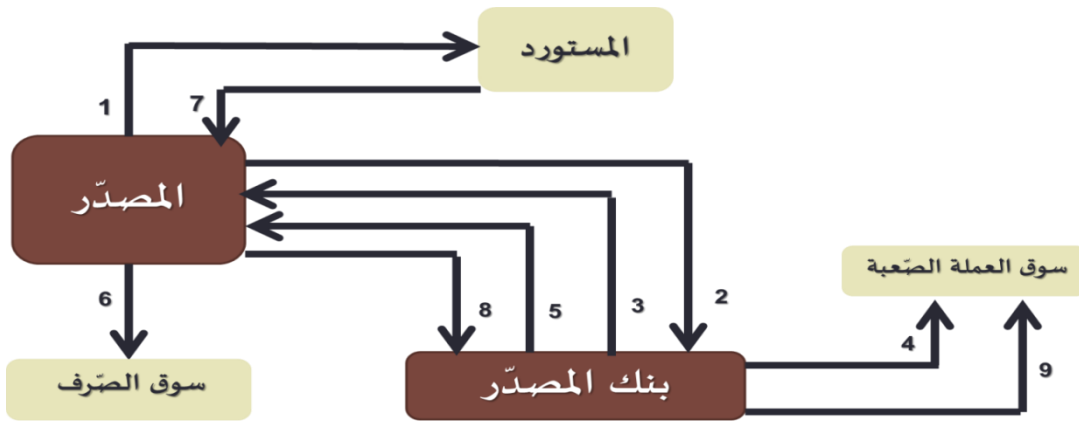 المستورد
1
7
المصدّر
سوق العملة الصّعبة
6
8
5
3
2
4
9
سوق الصّرف
بنك المصدّر